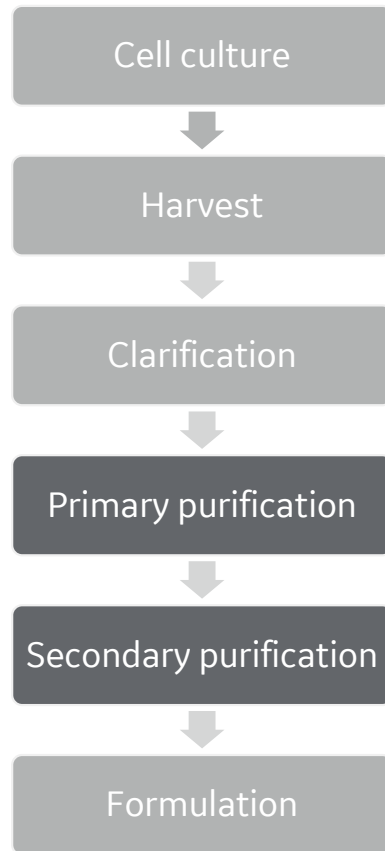 Cell culture
Harvest
Clarification
Primary purification
Secondary purification
Formulation